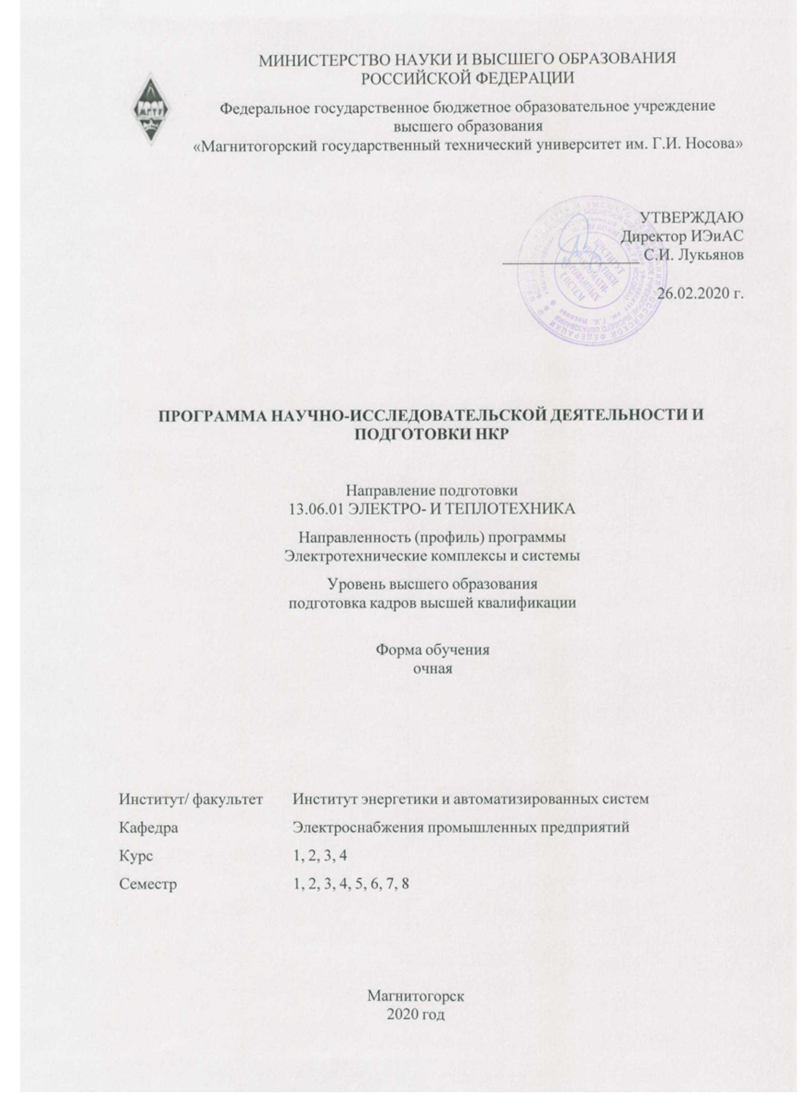 МИНИСТЕРСТВО НАУКИ И ВЫСШЕГО ОБРАЗОВАНИЯ
РОССИЙСКОЙ ФЕДЕРАЦИИ
Федеральное государственное бюджетное образовательное учреждение
высшего образования
«Магнитогорский государственный технический университет им. Г.И. Носова»
УТВЕРЖДАЮ
Директор ИЭиАС
С.И. Лукьянов
26.02.2020 г.
ПРОГРАММА НАУЧНО-ИССЛЕДОВАТЕЛЬСКОЙ ДЕЯТЕЛЬНОСТИ И
ПОДГОТОВКИ НКР
Направление подготовки
13.06.01 ЭЛЕКТРО- И ТЕПЛОТЕХНИКА
Направленность (профиль) программы
Электротехнические комплексы и системы
Уровень высшего образования
подготовка кадров высшей квалификации
Форма обучения
очная
Институт/ факультет Институт энергетики и автоматизированных систем
Кафедра Электроснабжения промышленных предприятий
Курс 1, 2, 3, 4
Семестр 1, 2, 3, 4, 5, 6, 7, 8
Магнитогорск
2020 год